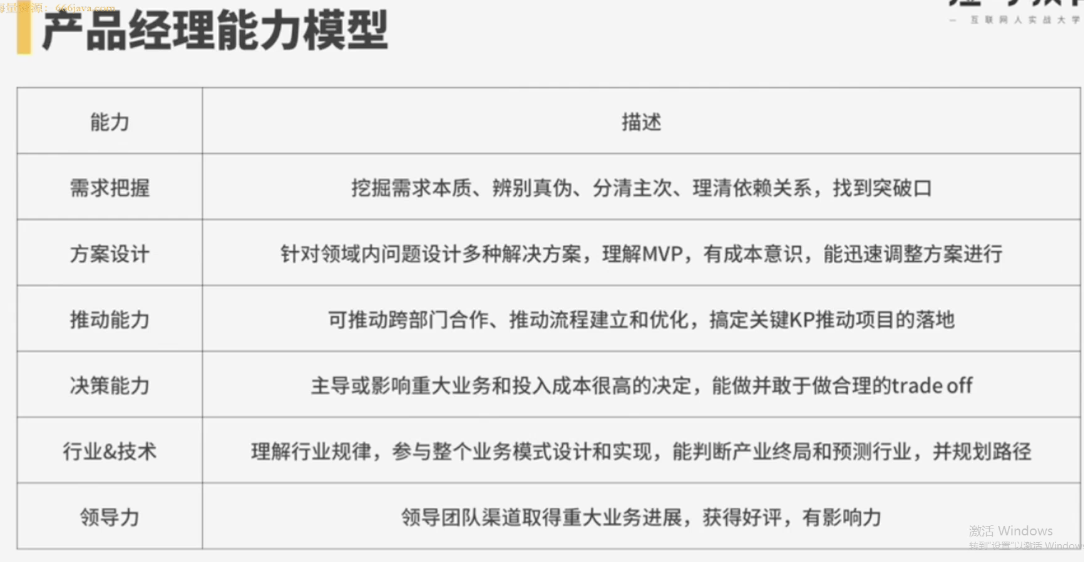 666java.com
产品经理能力模型
— 互联网人实战大学
能力 描述
需求把握 挖掘需求本质、辨别真伪、分清主次、理清依赖关系，找到突破口
方案设计 针对领域内问题设计多种解决方案，理解MVP，有成本意识，能迅速调整方案进行
推动能力 可推动跨部门合作、推动流程建立和优化，搞定关键KP推动项目的落地
决策能力 主导或影响重大业务和投入成本很高的决定，能做并敢于做合理的trade off
行业&技术 理解行业规律，参与整个业务模式设计和实现，能判断产业终局和预测行业，并规划路径
领导力 领导团队渠道取得重大业务进展，获得好评，有影响力
激活 Windows
转到"设置"以激活 Windows